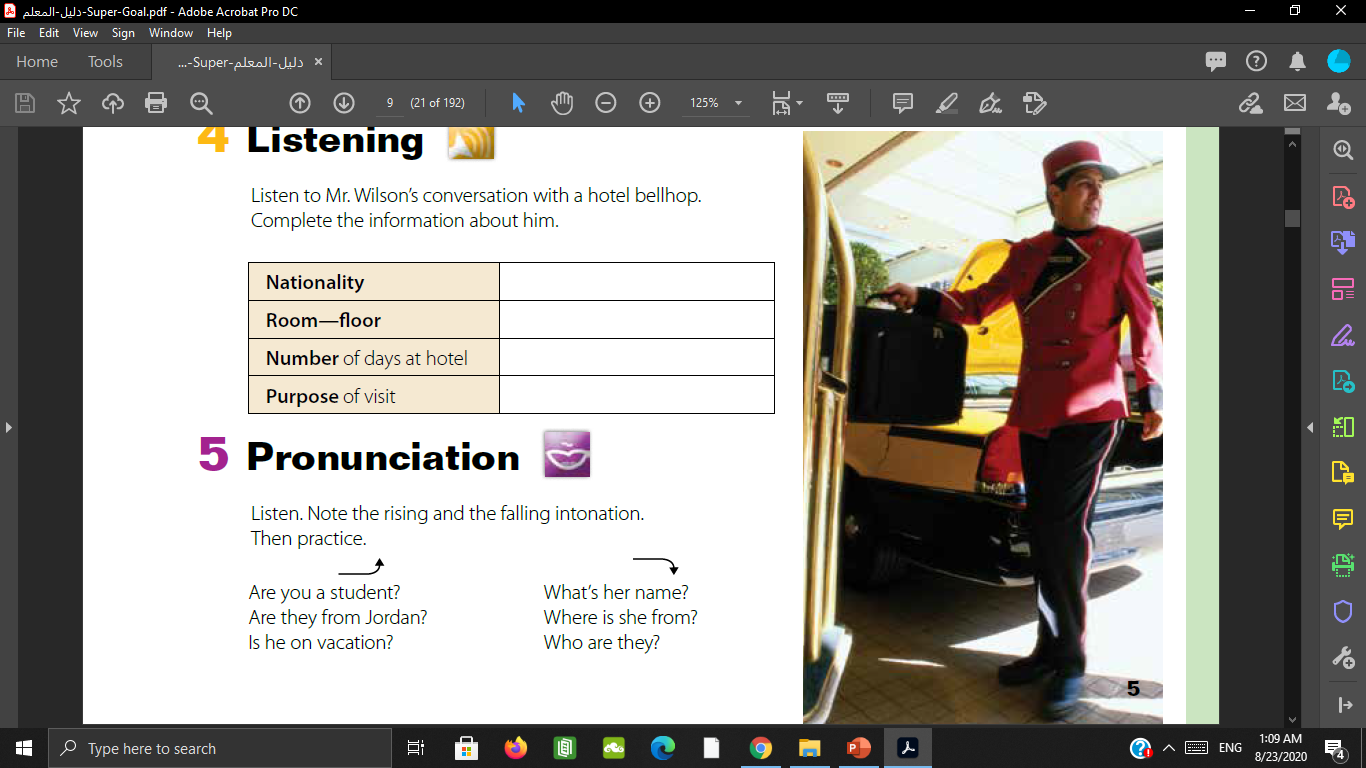 دليل-المعلم-Super-Goal.pdf - Adobe Acrobat Pro DC
File Edit View Sign Window Help
Home Tools دليل-المعلم-Super-... ×
9 (21 of 192) 125%
4 Listening
Listen to Mr. Wilson’s conversation with a hotel bellhop.
Complete the information about him.
Nationality
Room—floor
Number of days at hotel
Purpose of visit
5 Pronunciation
Listen. Note the rising and the falling intonation.
Then practice.
Are you a student? What’s her name?
Are they from Jordan? Where is she from?
Is he on vacation? Who are they?
5
Type here to search
ENG
1:09 AM
8/23/2020
4